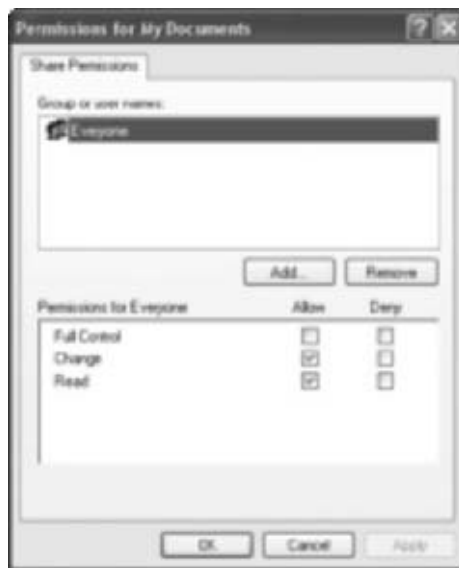 Permissions for My Documents
Share Permissions
Group or user names:
Everyone
Add... Remove
Permissions for Everyone Allow Deny
Full Control
Change
Read
OK Cancel Apply